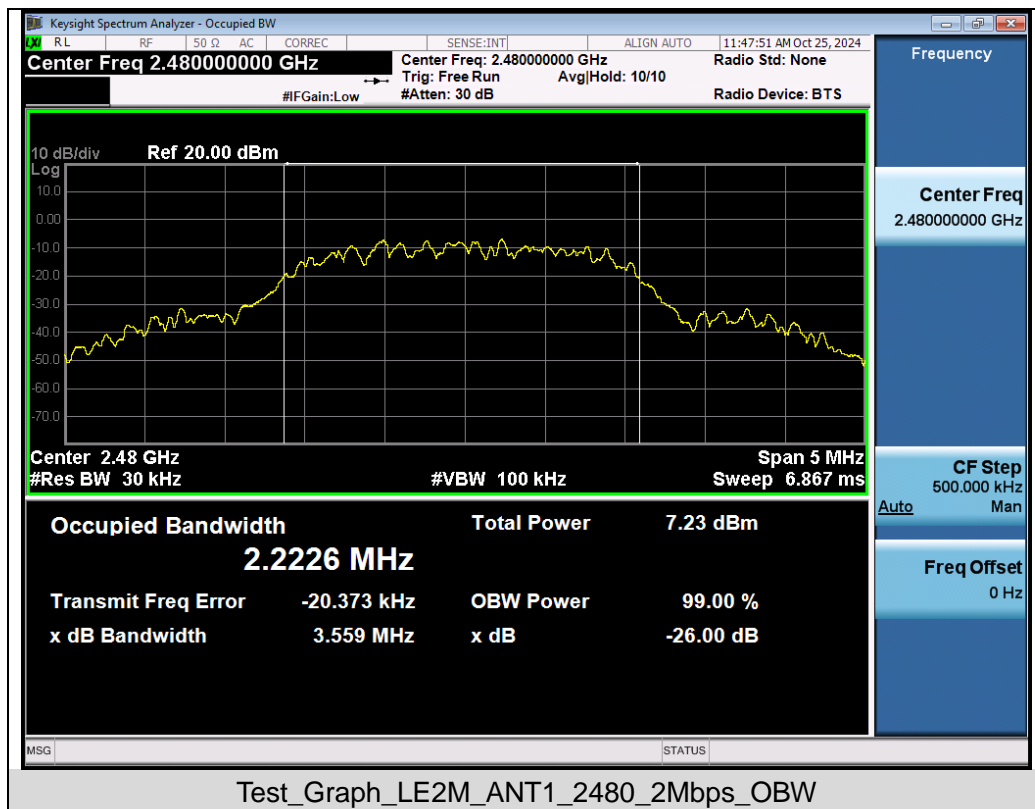 Keysight Spectrum Analyzer - Occupied BW
LXI RL RF 50 Ω AC CORREC SENSE:INT ALIGN AUTO 11:47:51 AM Oct 25, 2024
Center Freq 2.480000000 GHz
Center Freq: 2.480000000 GHz
Radio Std: None
Trig: Free Run Avg|Hold: 10/10
#IFGain:Low
#Atten: 30 dB
Radio Device: BTS
10 dB/div Ref 20.00 dBm
Log
10.0
0.00
-10.0
-20.0
-30.0
-40.0
-50.0
-60.0
-70.0
Center 2.48 GHz
Span 5 MHz
#Res BW 30 kHz
#VBW 100 kHz
Sweep 6.867 ms
Occupied Bandwidth
2.2226 MHz
Total Power 7.23 dBm
Transmit Freq Error -20.373 kHz
OBW Power 99.00 %
x dB Bandwidth 3.559 MHz
x dB -26.00 dB
MSG
STATUS
Frequency
Center Freq
2.480000000 GHz
CF Step
500.000 kHz
Auto Man
Freq Offset
0 Hz
Test_Graph_LE2M_ANT1_2480_2Mbps_OBW